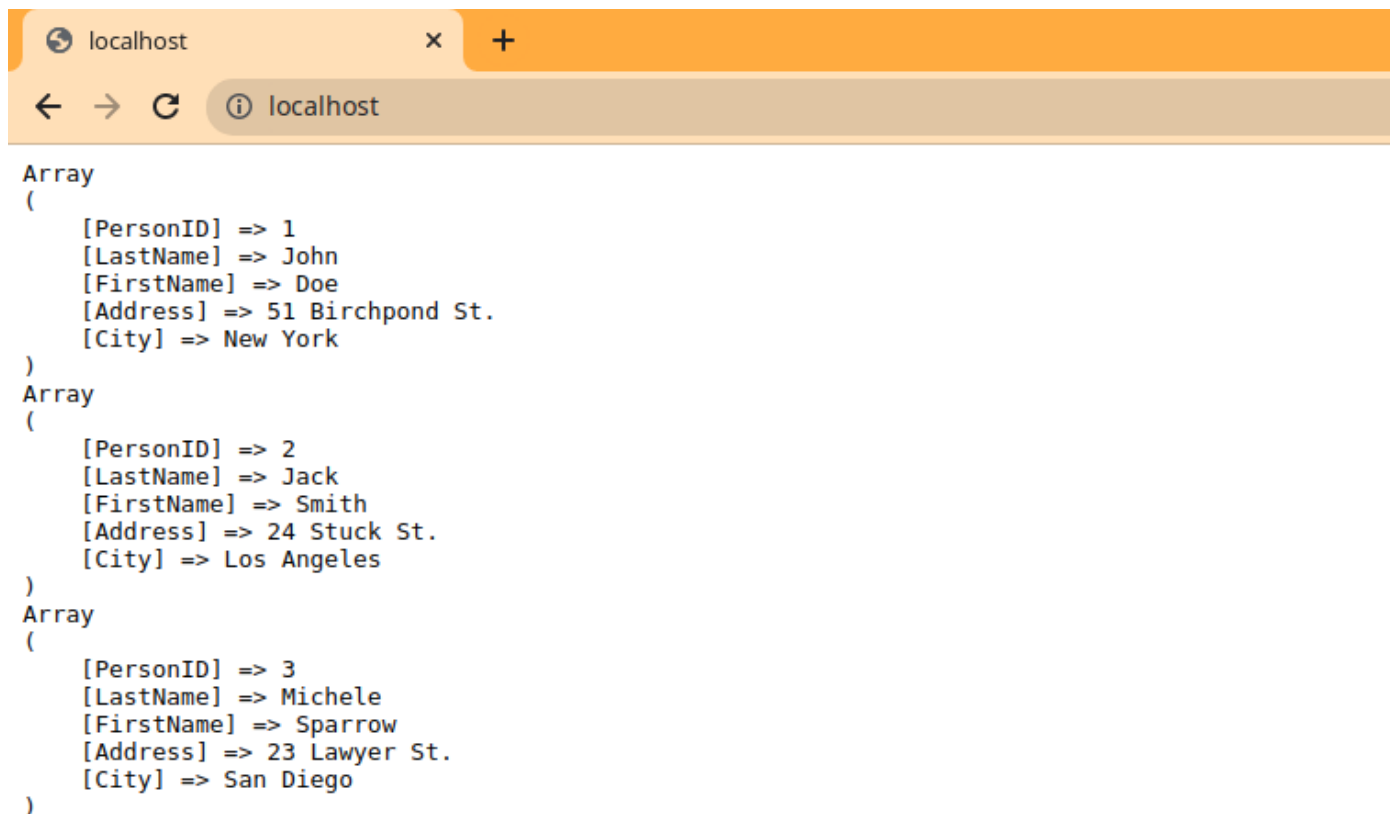 localhost
localhost
Array
(
    [PersonID] => 1
    [LastName] => John
    [FirstName] => Doe
    [Address] => 51 Birchpond St.
    [City] => New York
)
Array
(
    [PersonID] => 2
    [LastName] => Jack
    [FirstName] => Smith
    [Address] => 24 Stuck St.
    [City] => Los Angeles
)
Array
(
    [PersonID] => 3
    [LastName] => Michele
    [FirstName] => Sparrow
    [Address] => 23 Lawyer St.
    [City] => San Diego
)